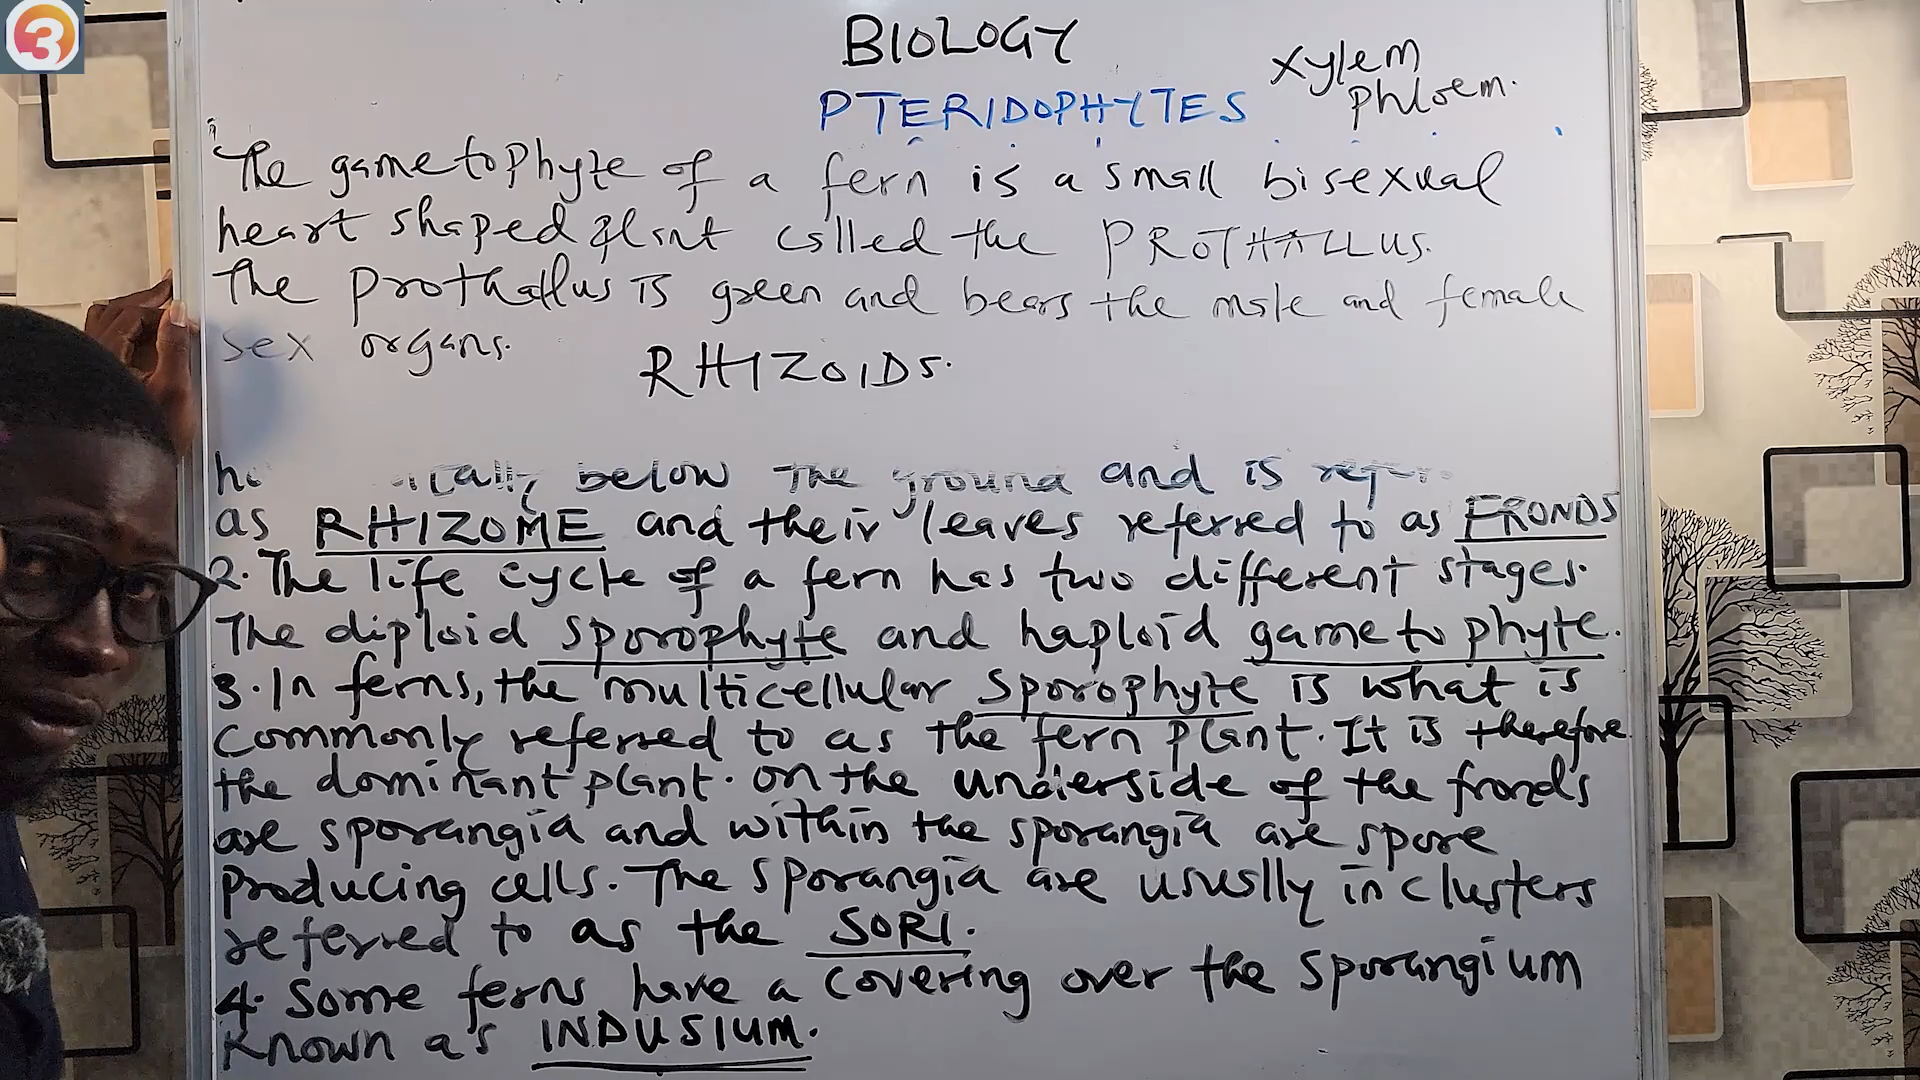 3
BIOLOGY
xylem
phloem.
PTERIDOPHYTES
The gametophyte of a fern is a small bisexual
heart shaped plant called the PROTHALLUS.
The prothallus is green and bears the male and female
sex organs.
RHIZOIDS.
below the ground and is
as RHIZOME and their leaves referred to as FRONDS
2. The life cycle of a fern has two different stages.
The diploid sporophyte and haploid gametophyte.
3. In ferns, the multicellular sporophyte is what is
commonly referred to as the fern plant. It is therefore
the dominant plant. On the underside of the fronds
are sporangia and within the sporangia are spore
producing cells. The sporangia are usually in clusters
referred to as the SORI.
4. Some ferns have a covering over the sporangium
known as INDUSIUM.